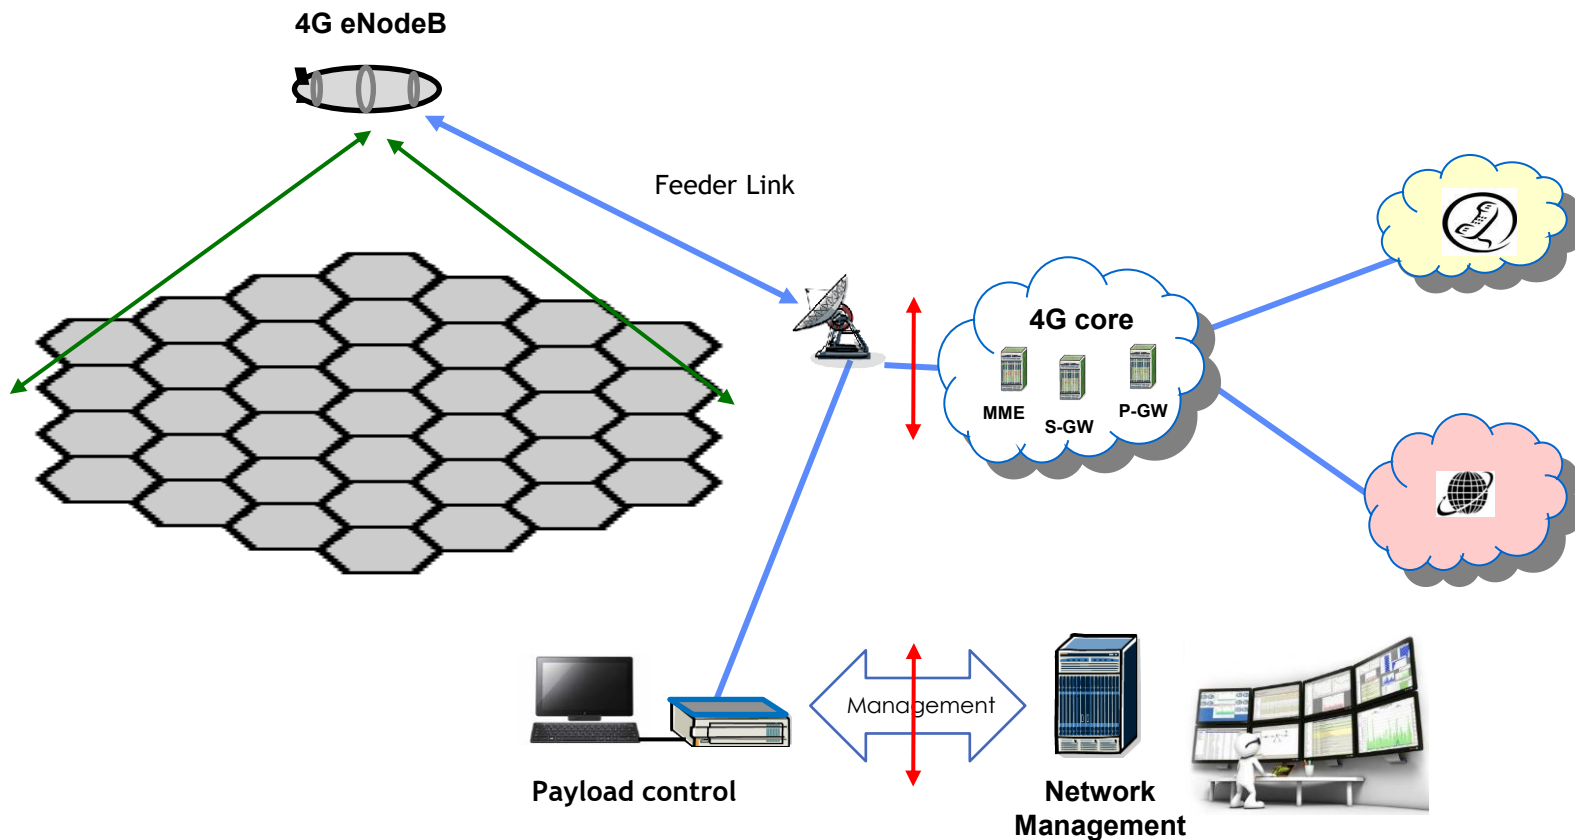 4G eNodeB
Feeder Link
4G core
MME
S-GW
P-GW
Management
Payload control
Network
Management